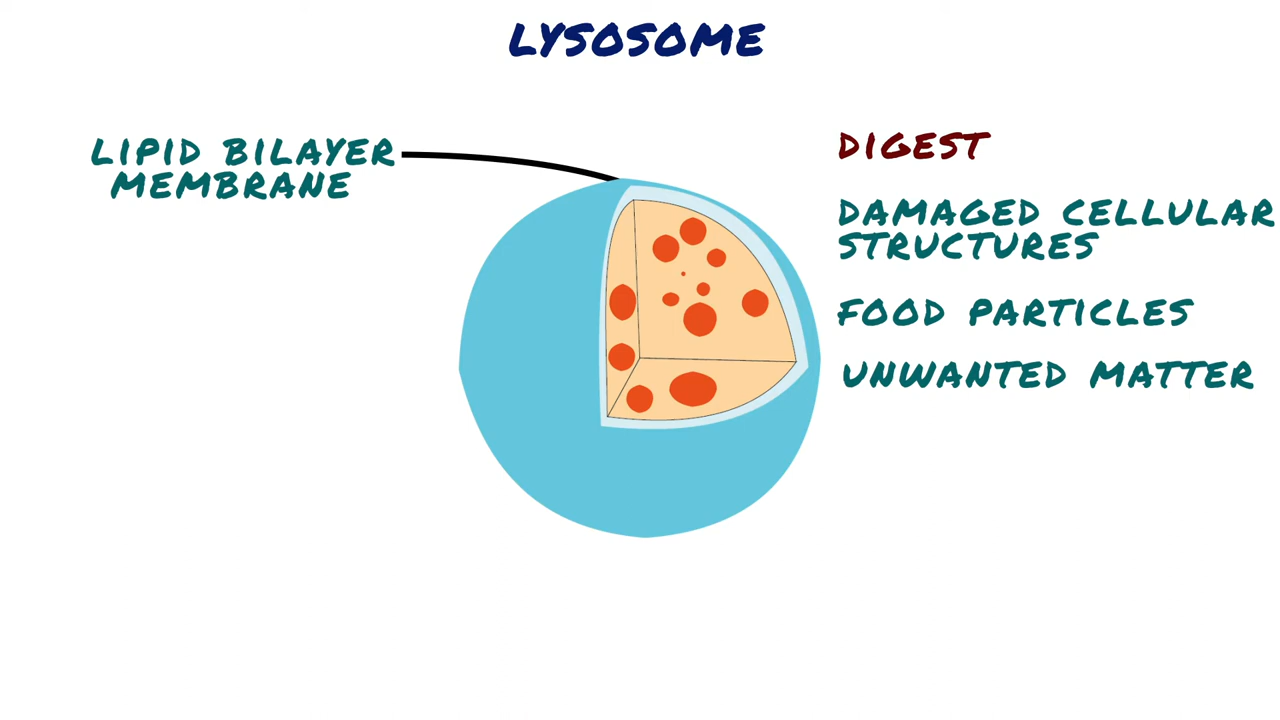 LYSOSOME
LIPID BILAYER
MEMBRANE
DIGEST
DAMAGED CELLULAR
STRUCTURES
FOOD PARTICLES
UNWANTED MATTER